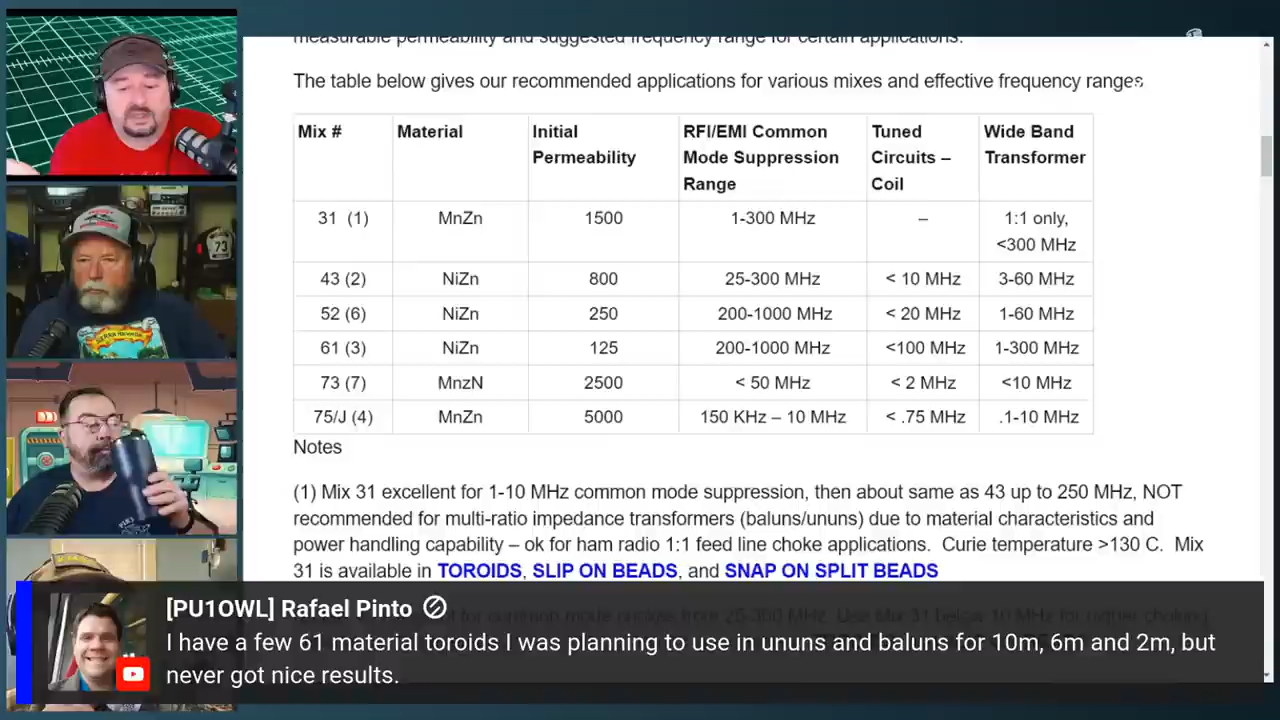 measurable permeability and suggested frequency range for certain applications.
The table below gives our recommended applications for various mixes and effective frequency ranges
Mix # Material Initial Permeability RFI/EMI Common Mode Suppression Range Tuned Circuits – Coil Wide Band Transformer
31 (1) MnZn 1500 1-300 MHz – 1:1 only, <300 MHz
43 (2) NiZn 800 25-300 MHz < 10 MHz 3-60 MHz
52 (6) NiZn 250 200-1000 MHz < 20 MHz 1-60 MHz
61 (3) NiZn 125 200-1000 MHz <100 MHz 1-300 MHz
73 (7) MnzN 2500 < 50 MHz < 2 MHz <10 MHz
75/J (4) MnZn 5000 150 KHz – 10 MHz < .75 MHz .1-10 MHz
Notes
(1) Mix 31 excellent for 1-10 MHz common mode suppression, then about same as 43 up to 250 MHz, NOT
recommended for multi-ratio impedance transformers (baluns/ununs) due to material characteristics and
power handling capability – ok for ham radio 1:1 feed line choke applications. Curie temperature >130 C. Mix
31 is available in TOROIDS, SLIP ON BEADS, and SNAP ON SPLIT BEADS
[PU1OWL] Rafael Pinto
I have a few 61 material toroids I was planning to use in ununs and baluns for 10m, 6m and 2m, but
never got nice results.
73